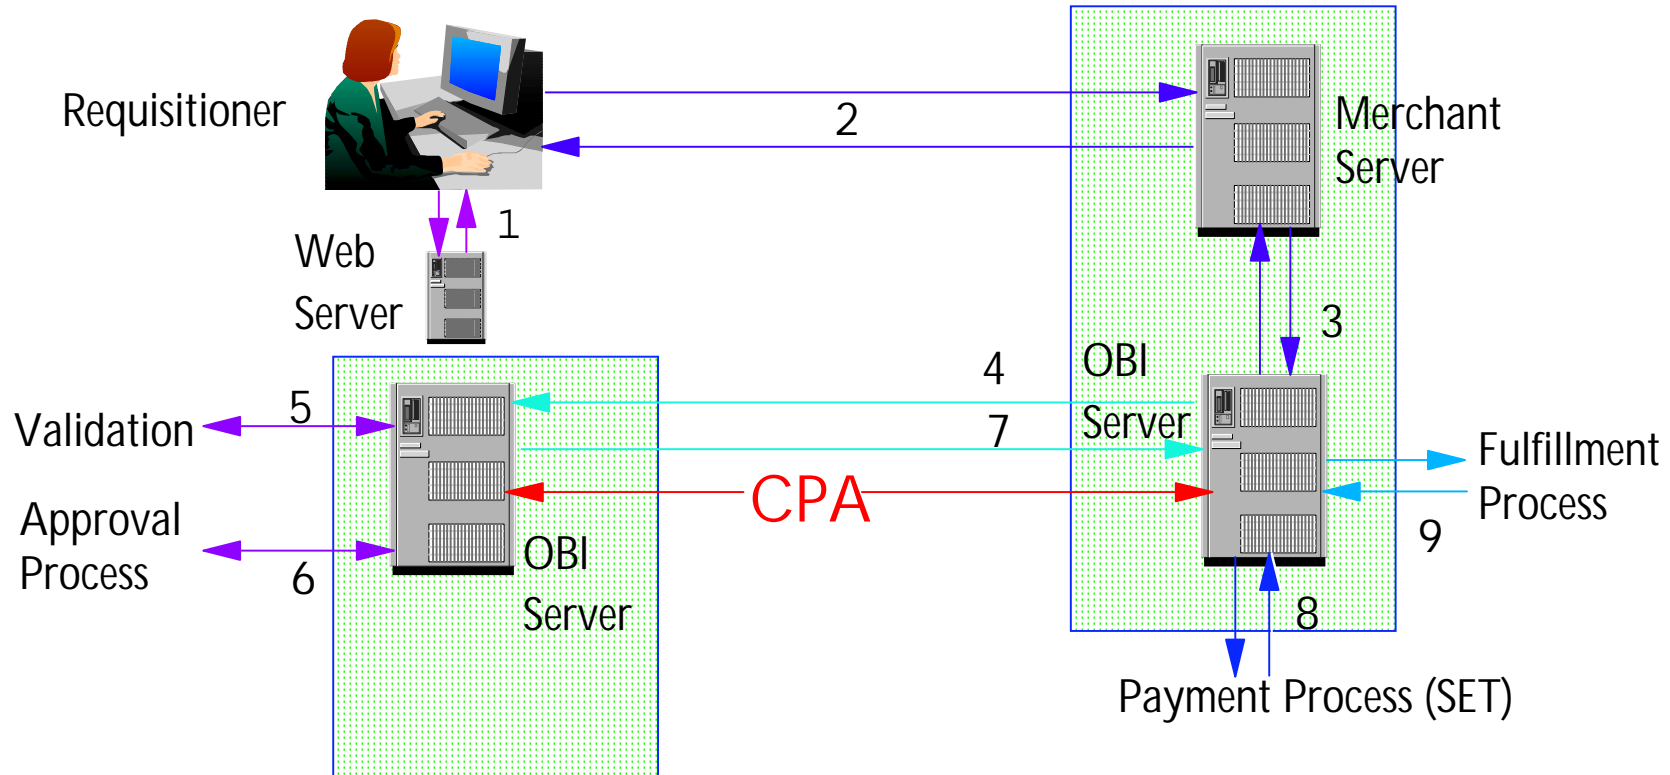 Requisitioner
2
Merchant
Server
1
Web
Server
3
4
OBI
Server
5
Validation
7
Fulfillment
Process
CPA
Approval
Process
6
OBI
Server
9
8
Payment Process (SET)